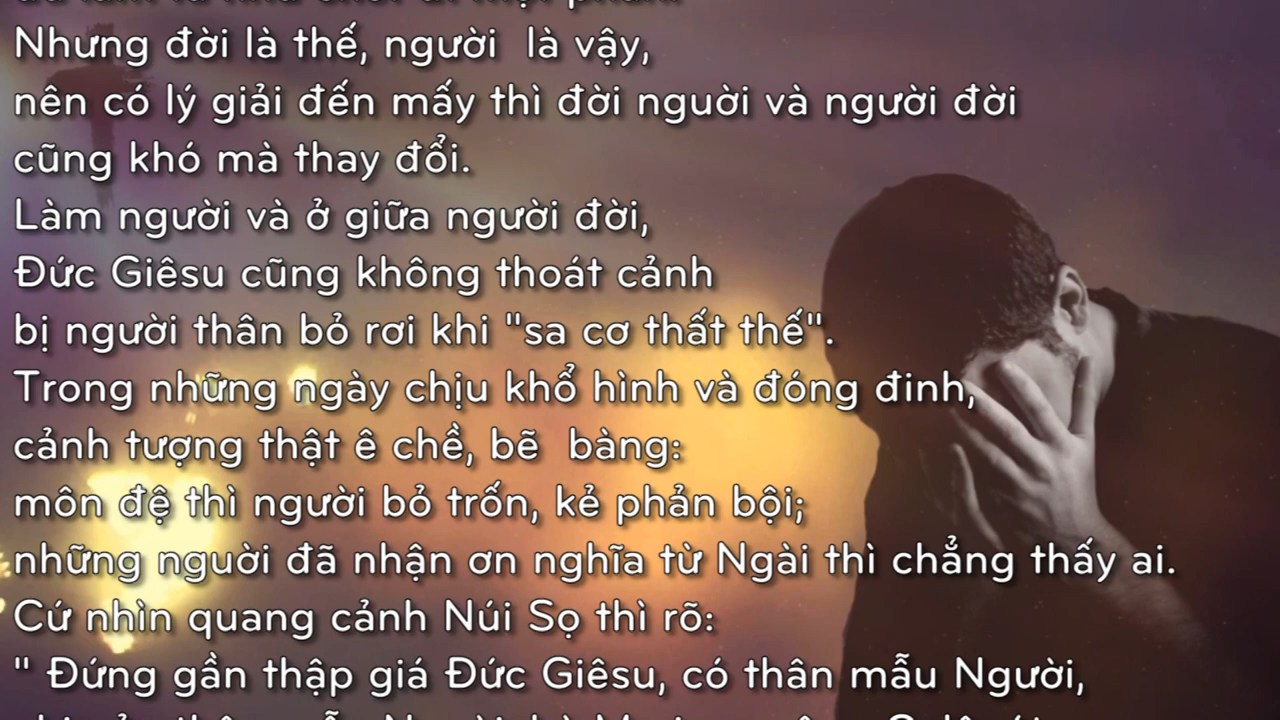 Nhưng đời là thế, người là vậy,
nên có lý giải đến mấy thì đời nguời và người đời
cũng khó mà thay đổi.
Làm người và ở giữa người đời,
Đức Giêsu cũng không thoát cảnh
bị người thân bỏ rơi khi "sa cơ thất thế".
Trong những ngày chịu khổ hình và đóng đinh,
cảnh tượng thật ê chề, bẽ bàng:
môn đệ thì người bỏ trốn, kẻ phản bội;
những nguời đã nhận ơn nghĩa từ Ngài thì chẳng thấy ai.
Cứ nhìn quang cảnh Núi Sọ thì rõ:
" Đứng gần thập giá Đức Giêsu, có thân mẫu Người,